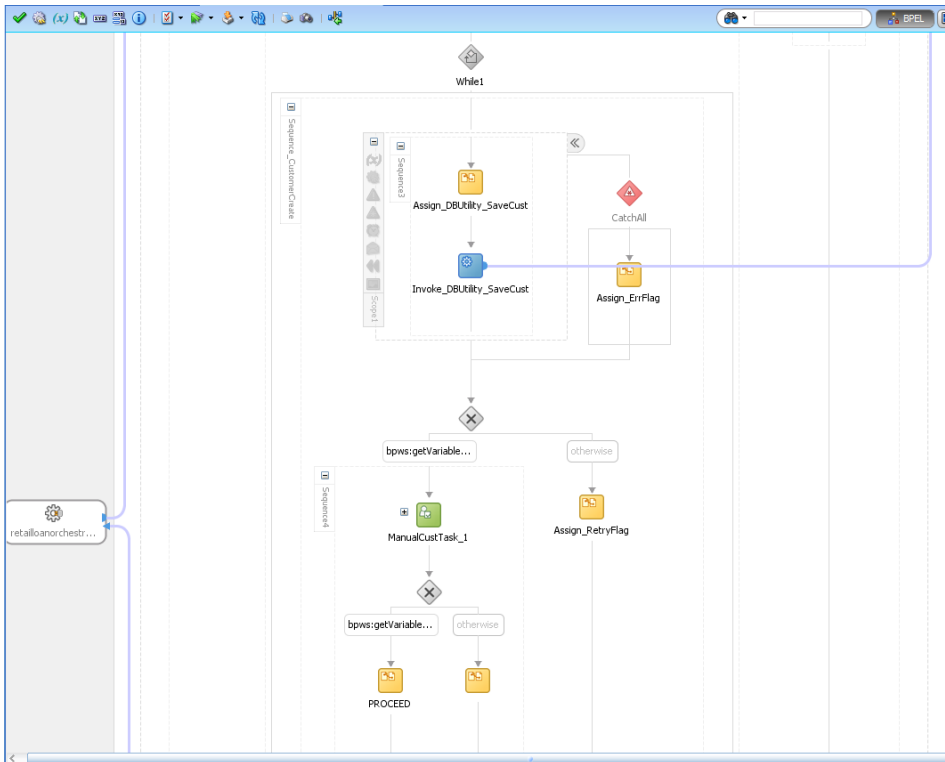 (x)
BPEL
While1
Sequence_CustomerCreate
Sequence3
Scope1
Assign_DBUtility_SaveCust
Invoke_DBUtility_SaveCust
CatchAll
Assign_ErrFlag
bpws:getVariable...
otherwise
Sequence4
ManualCustTask_1
Assign_RetryFlag
retailloanorchestr...
bpws:getVariable...
otherwise
PROCEED